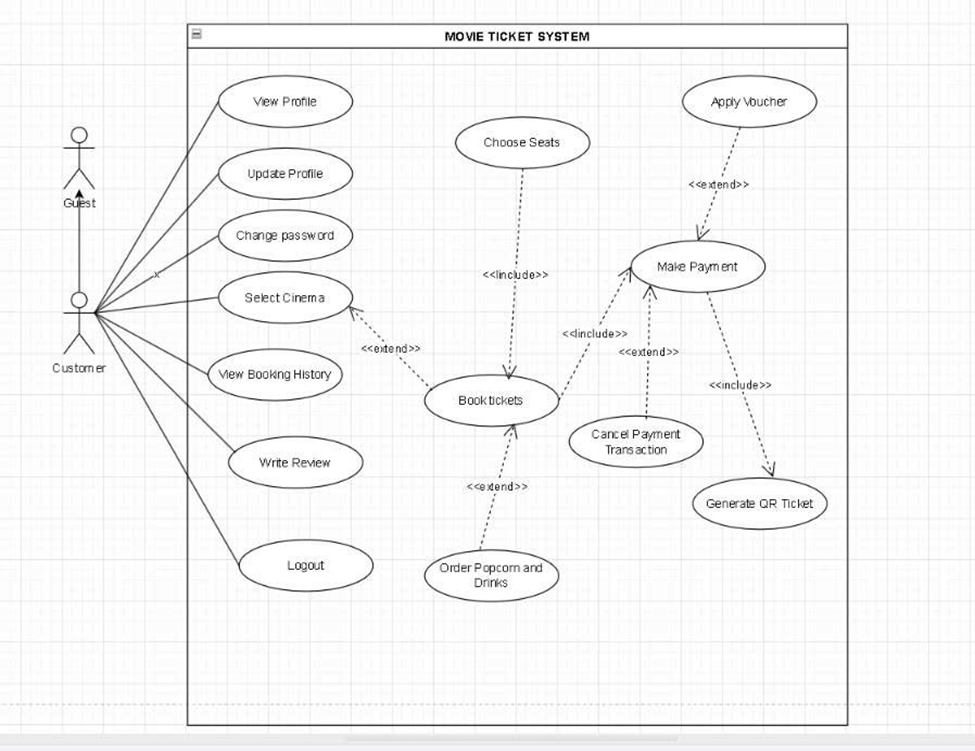 MOVIE TICKET SYSTEM
View Profile
Apply Voucher
Choose Seats
Update Profile
<<extend>>
Guest
Change password
Make Payment
x
<<Iinclude>>
Select Cinema
<<Iinclude>>
<<extend>>
<<extend>>
Customer
View Booking History
<<include>>
Book tickets
Cancel Payment
Transaction
Write Review
<<extend>>
Generate QR Ticket
Logout
Order Popcorn and
Drinks